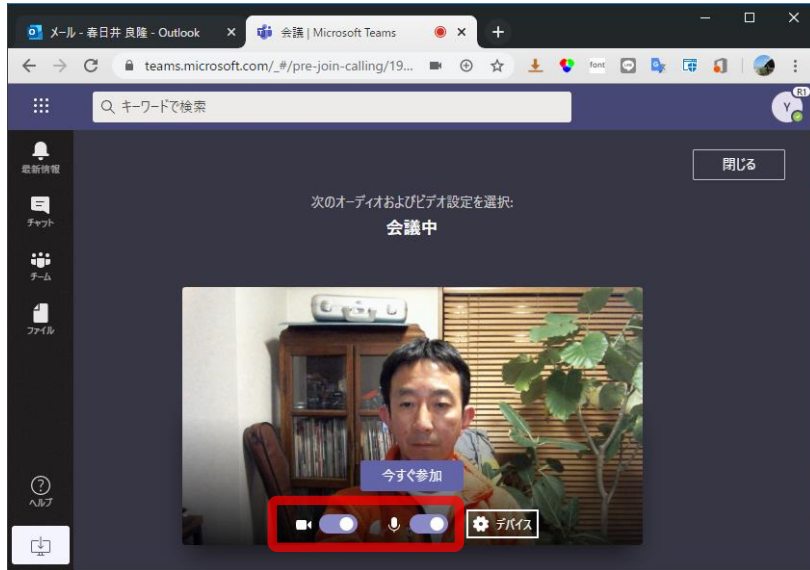 メール - 春日井 良隆 - Outlook
会議 | Microsoft Teams
teams.microsoft.com/_#/pre-join-calling/19...
font
キーワードで検索
R1
Y
最新情報
閉じる
チャット
次のオーディオおよびビデオ設定を選択:
会議中
チーム
ファイル
今すぐ参加
ヘルプ
デバイス